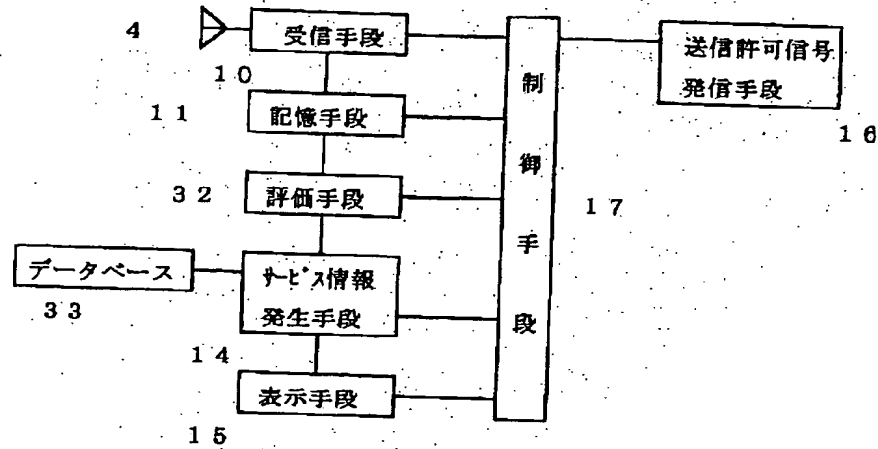 4
受信手段
10
11
記憶手段
32
評価手段
データベース
33
サービス情報
発生手段
14
表示手段
15
制御手段
17
送信許可信号
発信手段
16